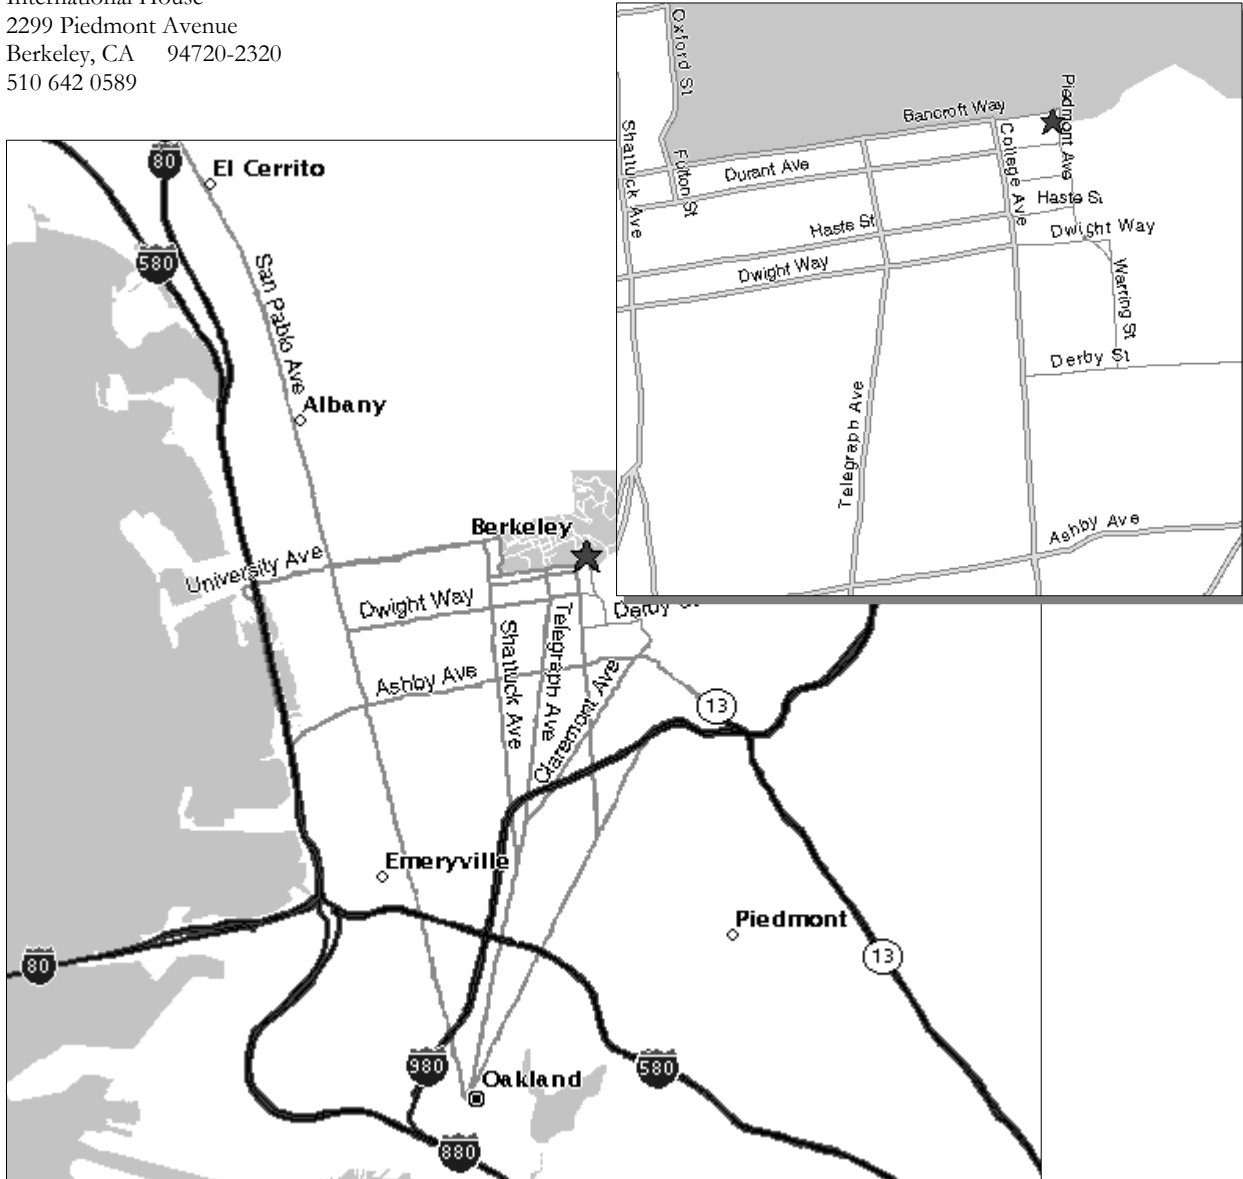 International House
2299 Piedmont Avenue
Berkeley, CA 94720-2320
510 642 0589
Oxford St
Piedmont Ave
Bancroft Way
Shattuck Ave
Fulton St
Durant Ave
College Ave
Haste St
Haste St
Dwight Way
Dwight Way
Warring St
Derby St
Telegraph Ave
Ashby Ave
80
El Cerrito
580
San Pablo Ave
Albany
Berkeley
University Ave
Dwight Way
Derby St
Shattuck Ave
Telegraph Ave
Ashby Ave
Claremont Ave
13
Emeryville
Piedmont
13
80
980
580
Oakland
880